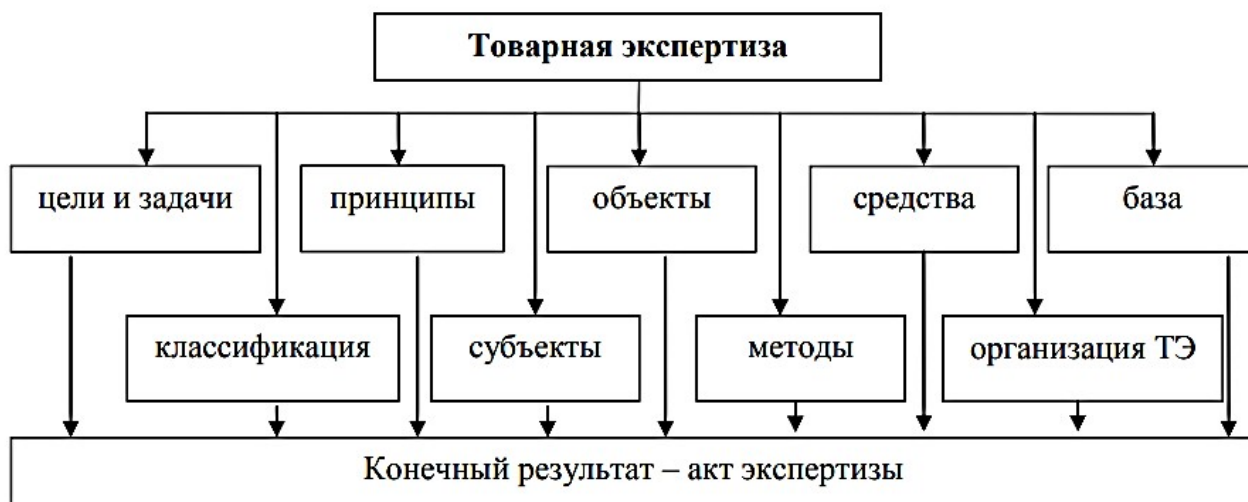 Товарная экспертиза
цели и задачи
принципы
объекты
средства
база
классификация
субъекты
методы
организация ТЭ
Конечный результат – акт экспертизы